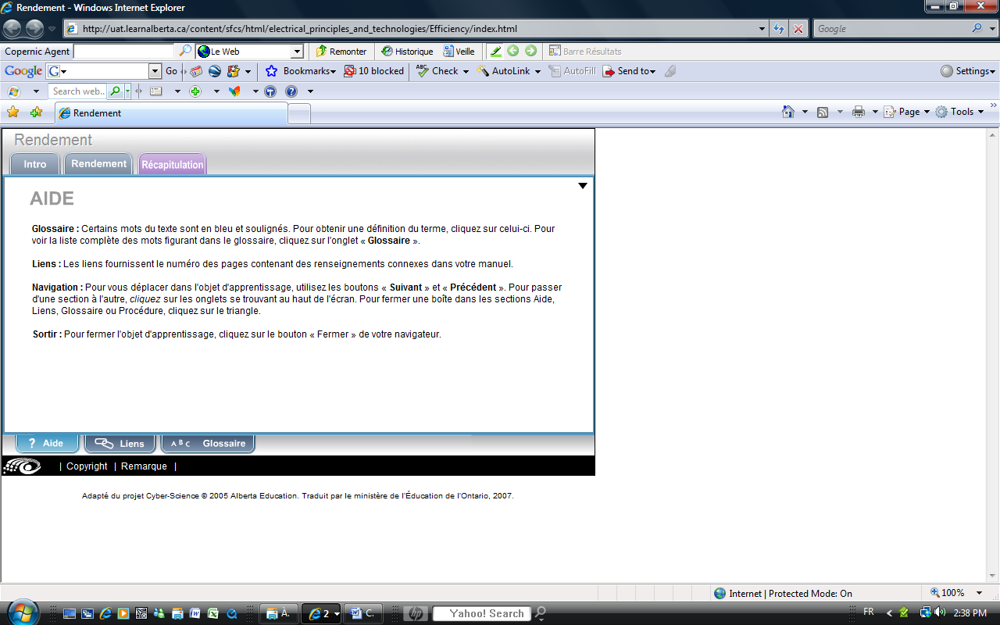 Rendement - Windows Internet Explorer
http://uat.learnalberta.ca/content/sfcs/html/electrical_principles_and_technologies/Efficiency/index.html
Google
Copernic Agent Le Web Remonter Historique Veille Barre Résultats
Google G Go Bookmarks 10 blocked ABC Check AutoLink AutoFill Send to Settings
Search web...
Rendement Page Tools
Rendement
Intro Rendement Récapitulation
AIDE
Glossaire : Certains mots du texte sont en bleu et soulignés. Pour obtenir une définition du terme, cliquez sur celui-ci. Pour
voir la liste complète des mots figurant dans le glossaire, cliquez sur l'onglet « Glossaire ».
Liens : Les liens fournissent le numéro des pages contenant des renseignements connexes dans votre manuel.
Navigation : Pour vous déplacer dans l'objet d'apprentissage, utilisez les boutons « Suivant » et « Précédent ». Pour passer
d'une section à l'autre, cliquez sur les onglets se trouvant au haut de l'écran. Pour fermer une boîte dans les sections Aide,
Liens, Glossaire ou Procédure, cliquez sur le triangle.
Sortir : Pour fermer l'objet d'apprentissage, cliquez sur le bouton « Fermer » de votre navigateur.
? Aide Liens A B C Glossaire
| Copyright | Remarque |
Adapté du projet Cyber-Science © 2005 Alberta Education. Traduit par le ministère de l'Éducation de l'Ontario, 2007.
Internet | Protected Mode: On 100%
À. 2 C. hp Yahoo! Search FR 2:38 PM